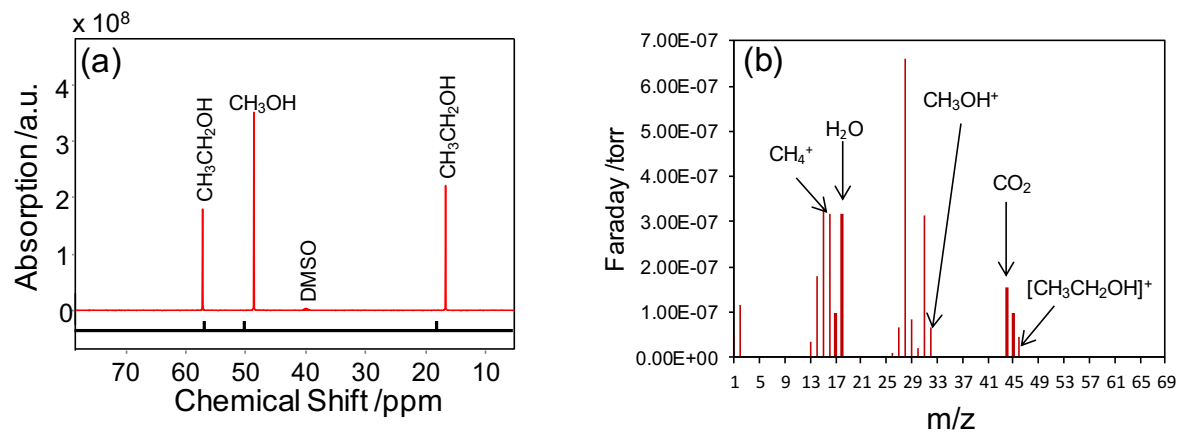 x 10⁸
(a)
Absorption /a.u.
4
3
2
1
0
CH₃CH₂OH
CH₃OH
DMSO
CH₃CH₂OH
70 60 50 40 30 20 10
Chemical Shift /ppm
(b)
Faraday /torr
7.00E-07
6.00E-07
5.00E-07
4.00E-07
3.00E-07
2.00E-07
1.00E-07
0.00E+00
CH₄⁺
H₂O
CH₃OH⁺
CO₂
[CH₃CH₂OH]⁺
1 5 9 13 17 21 25 29 33 37 41 45 49 53 57 61 65 69
m/z